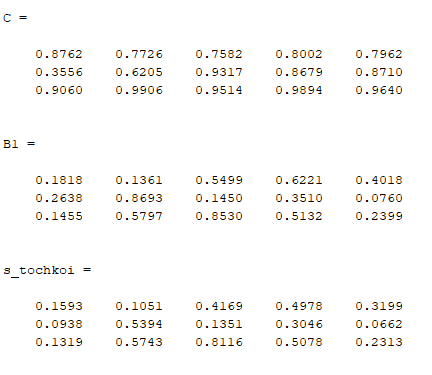 C =
0.8762 0.7726 0.7582 0.8002 0.7962
0.3556 0.6205 0.9317 0.8679 0.8710
0.9060 0.9906 0.9514 0.9894 0.9640
B1 =
0.1818 0.1361 0.5499 0.6221 0.4018
0.2638 0.8693 0.1450 0.3510 0.0760
0.1455 0.5797 0.8530 0.5132 0.2399
s_tochkoi =
0.1593 0.1051 0.4169 0.4978 0.3199
0.0938 0.5394 0.1351 0.3046 0.0662
0.1319 0.5743 0.8116 0.5078 0.2313